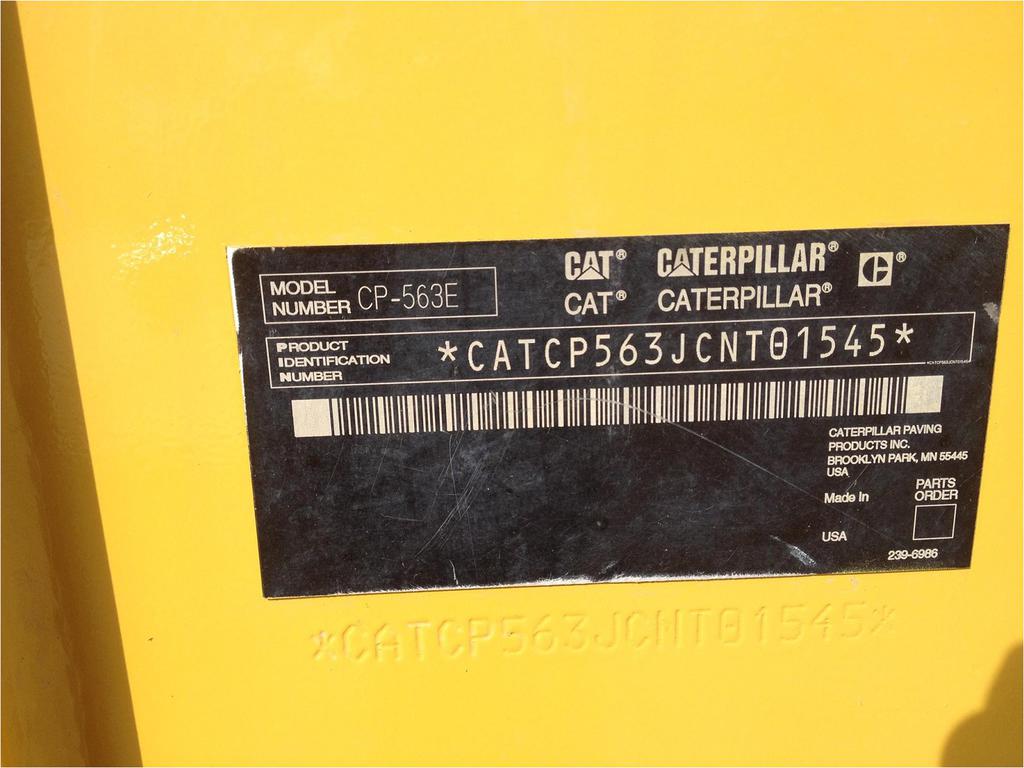 CAT® CATERPILLAR® C®
CAT® CATERPILLAR®
MODEL
NUMBER CP-563E
PRODUCT
IDENTIFICATION
NUMBER
*CATCP563JCNT01545*
*CATCP563JCNT01545*
CATERPILLAR PAVING
PRODUCTS INC.
BROOKLYN PARK, MN 55445
USA
Made in
USA
PARTS
ORDER
239-6986
*CATCP563JCNT01545*